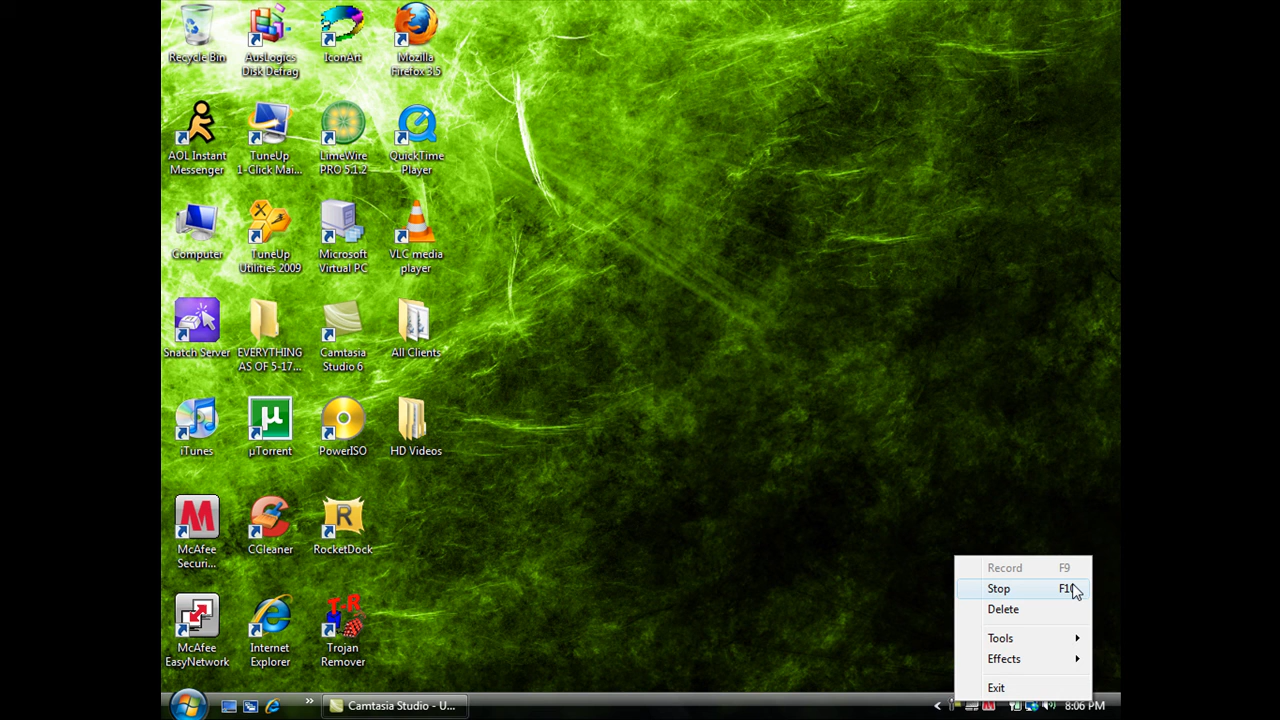 Recycle Bin
AusLogics
Disk Defrag
IconArt
Mozilla
Firefox 3.5
AOL Instant
Messenger
TuneUp
1-Click Mai...
LimeWire
PRO 5.1.2
QuickTime
Player
Computer
TuneUp
Utilities 2009
Microsoft
Virtual PC
VLC media
player
Snatch Server
EVERYTHING
AS OF 5-17...
Camtasia
Studio 6
All Clients
iTunes
µTorrent
PowerISO
HD Videos
McAfee
Securi...
CCleaner
RocketDock
McAfee
EasyNetwork
Internet
Explorer
T-R
Trojan
Remover
Record F9
Stop F10
Delete
Tools
Effects
Exit
Camtasia Studio - U...
8:06 PM